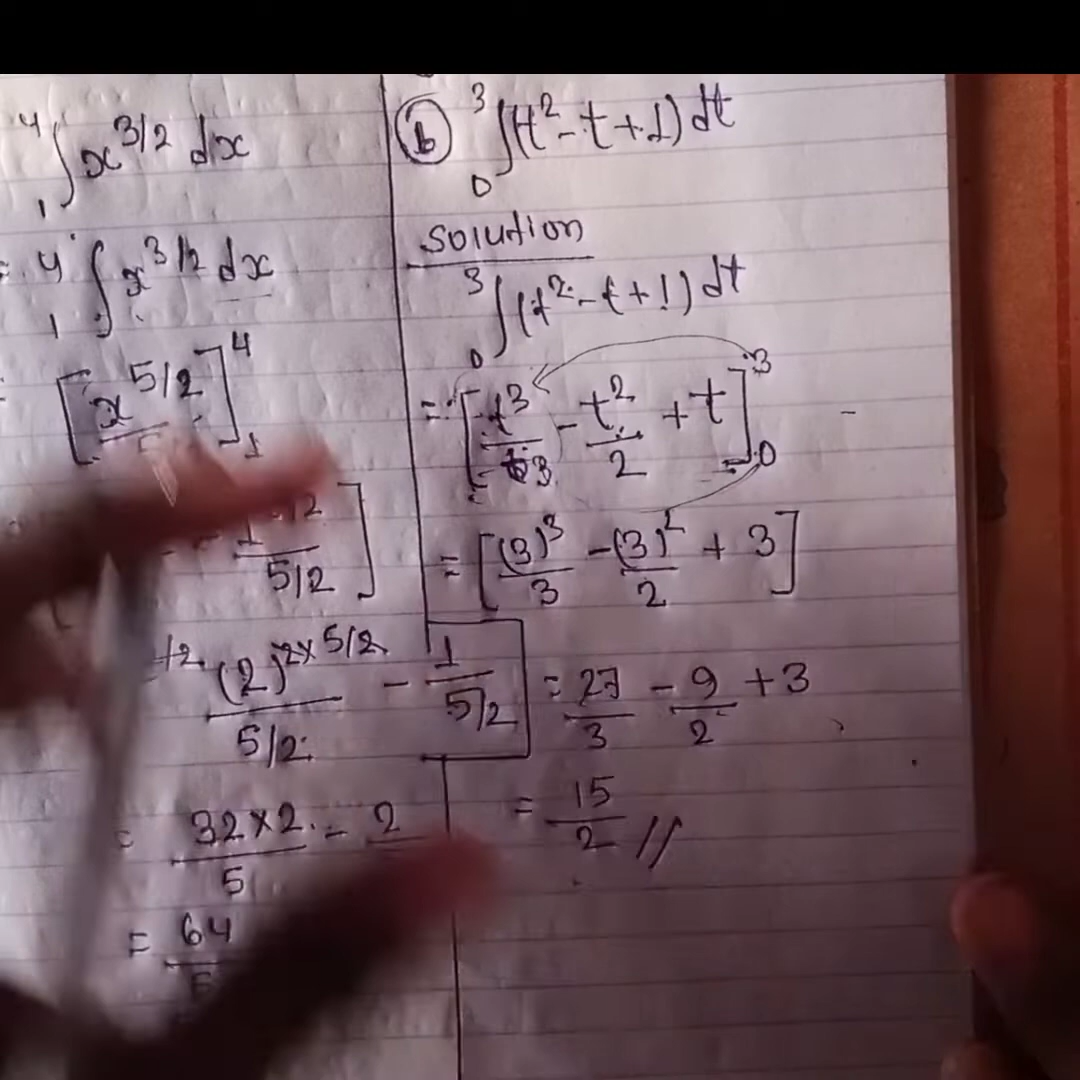 4∫1 x^3/2 dx
= 4∫1 x^3/2 dx
[x^5/2]^4 1
1 /2 / 5/2 ]
(2)^2×5/2 / 5/2 - 1 / 5/2
= 32×2 / 5 - 2
= 64 / 5
(b) 3∫0 (t²-t+1)dt
Solution
3∫0 (t²-t+1)dt
= [t³/3 - t²/2 + t]^3 0
= [(3)³/3 - (3)²/2 + 3]
= 27/3 - 9/2 + 3
= 15/2 //